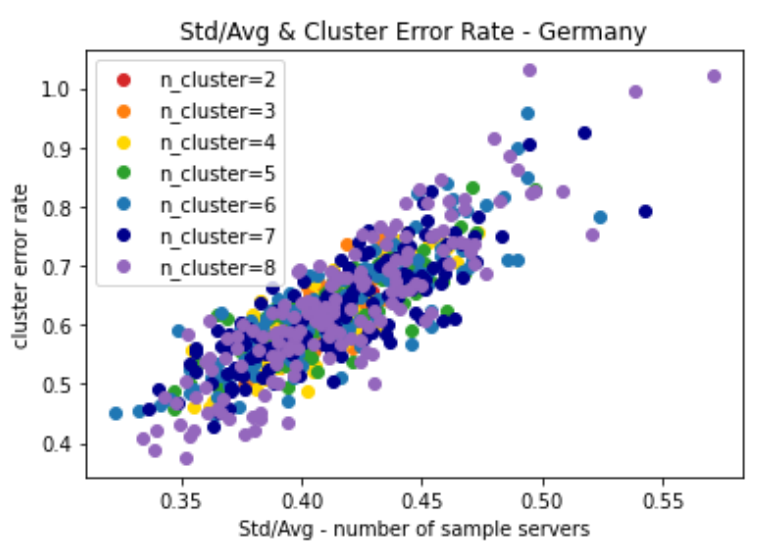 Std/Avg & Cluster Error Rate - Germany
n_cluster=2
n_cluster=3
n_cluster=4
n_cluster=5
n_cluster=6
n_cluster=7
n_cluster=8
cluster error rate
1.0
0.9
0.8
0.7
0.6
0.5
0.4
0.35 0.40 0.45 0.50 0.55
Std/Avg - number of sample servers